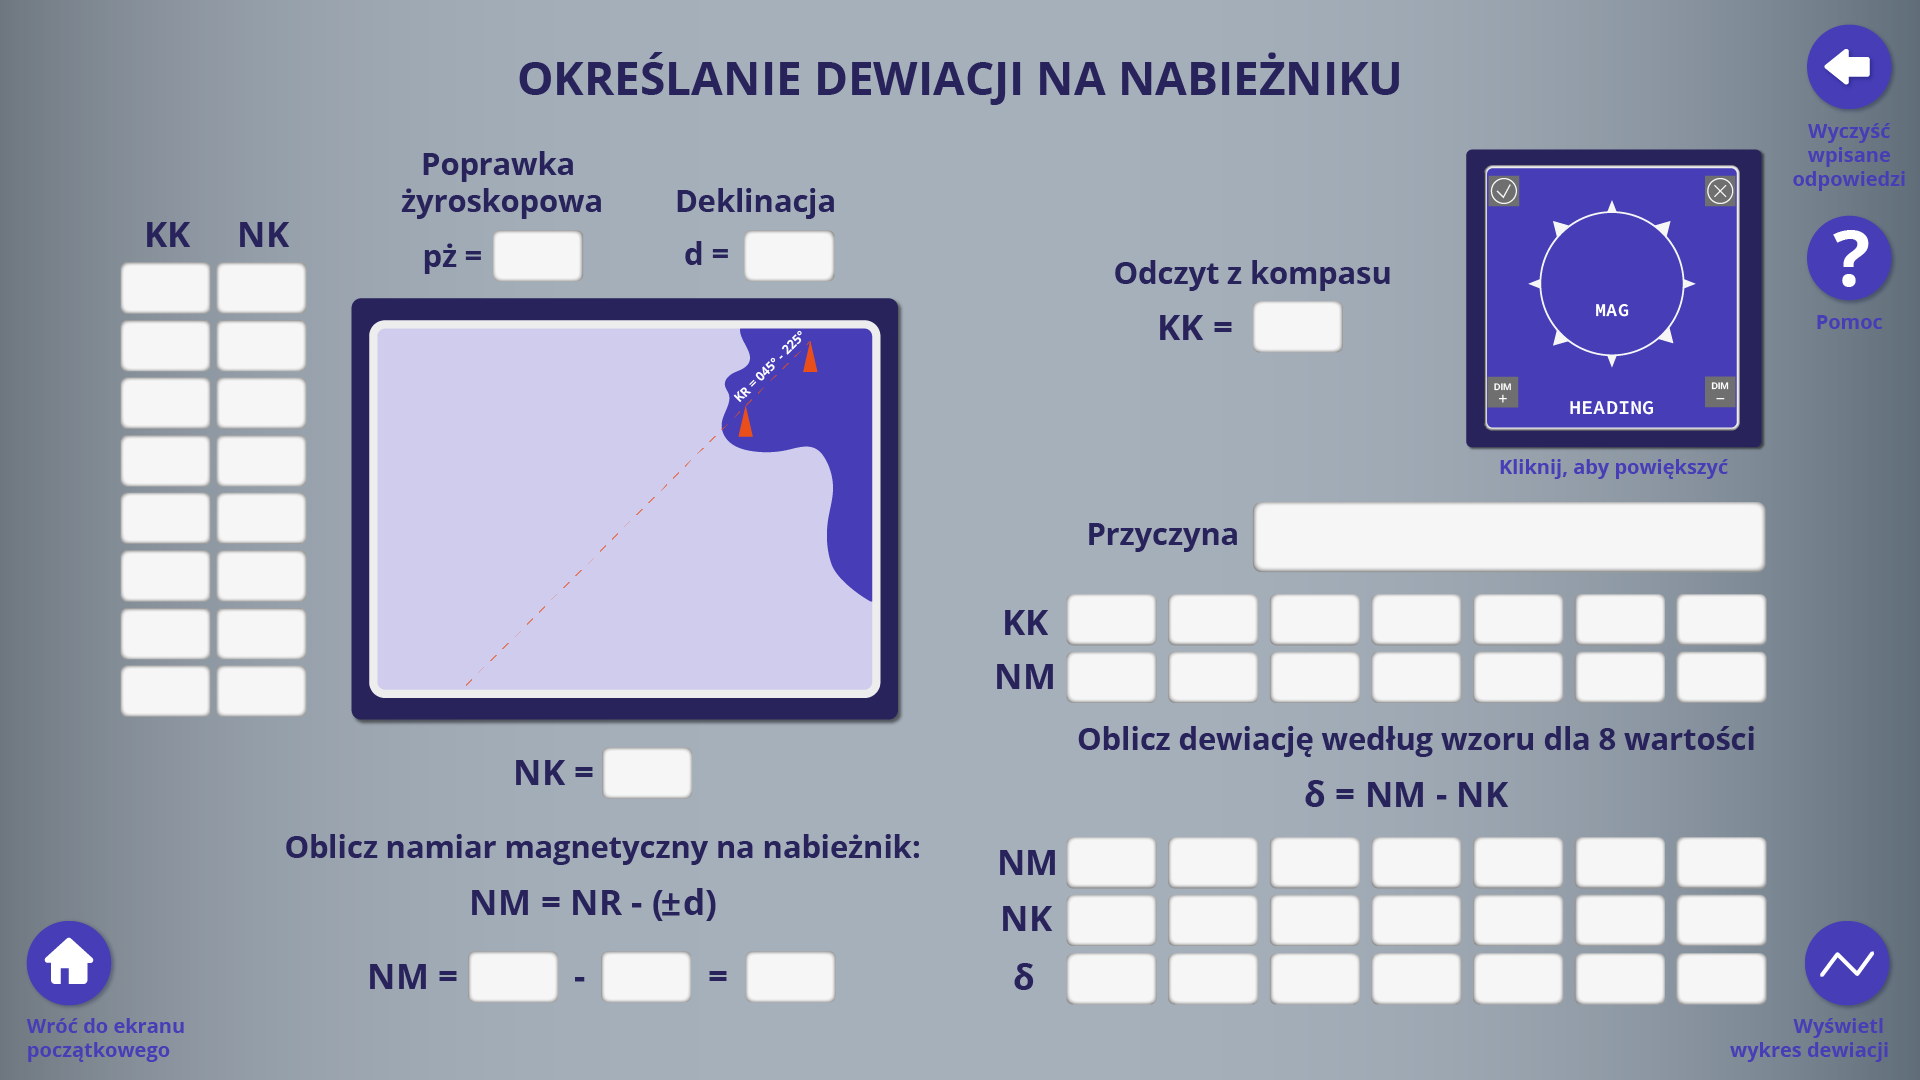 OKREŚLANIE DEWIACJI NA NABIEŻNIKU
Wyczyść
wpisane
odpowiedzi
Pomoc
KK NK
Poprawka
żyroskopowa
pż =
Deklinacja
d =
KR = 045° - 225°
Odczyt z kompasu
KK =
MAG
DIM
+
DIM
-
HEADING
Kliknij, aby powiększyć
Przyczyna
KK
NM
Oblicz dewiację według wzoru dla 8 wartości
δ = NM - NK
NM
NK
δ
NK =
Oblicz namiar magnetyczny na nabieżnik:
NM = NR - (±d)
NM = - =
Wróć do ekranu
początkowego
Wyświetl
wykres dewiacji